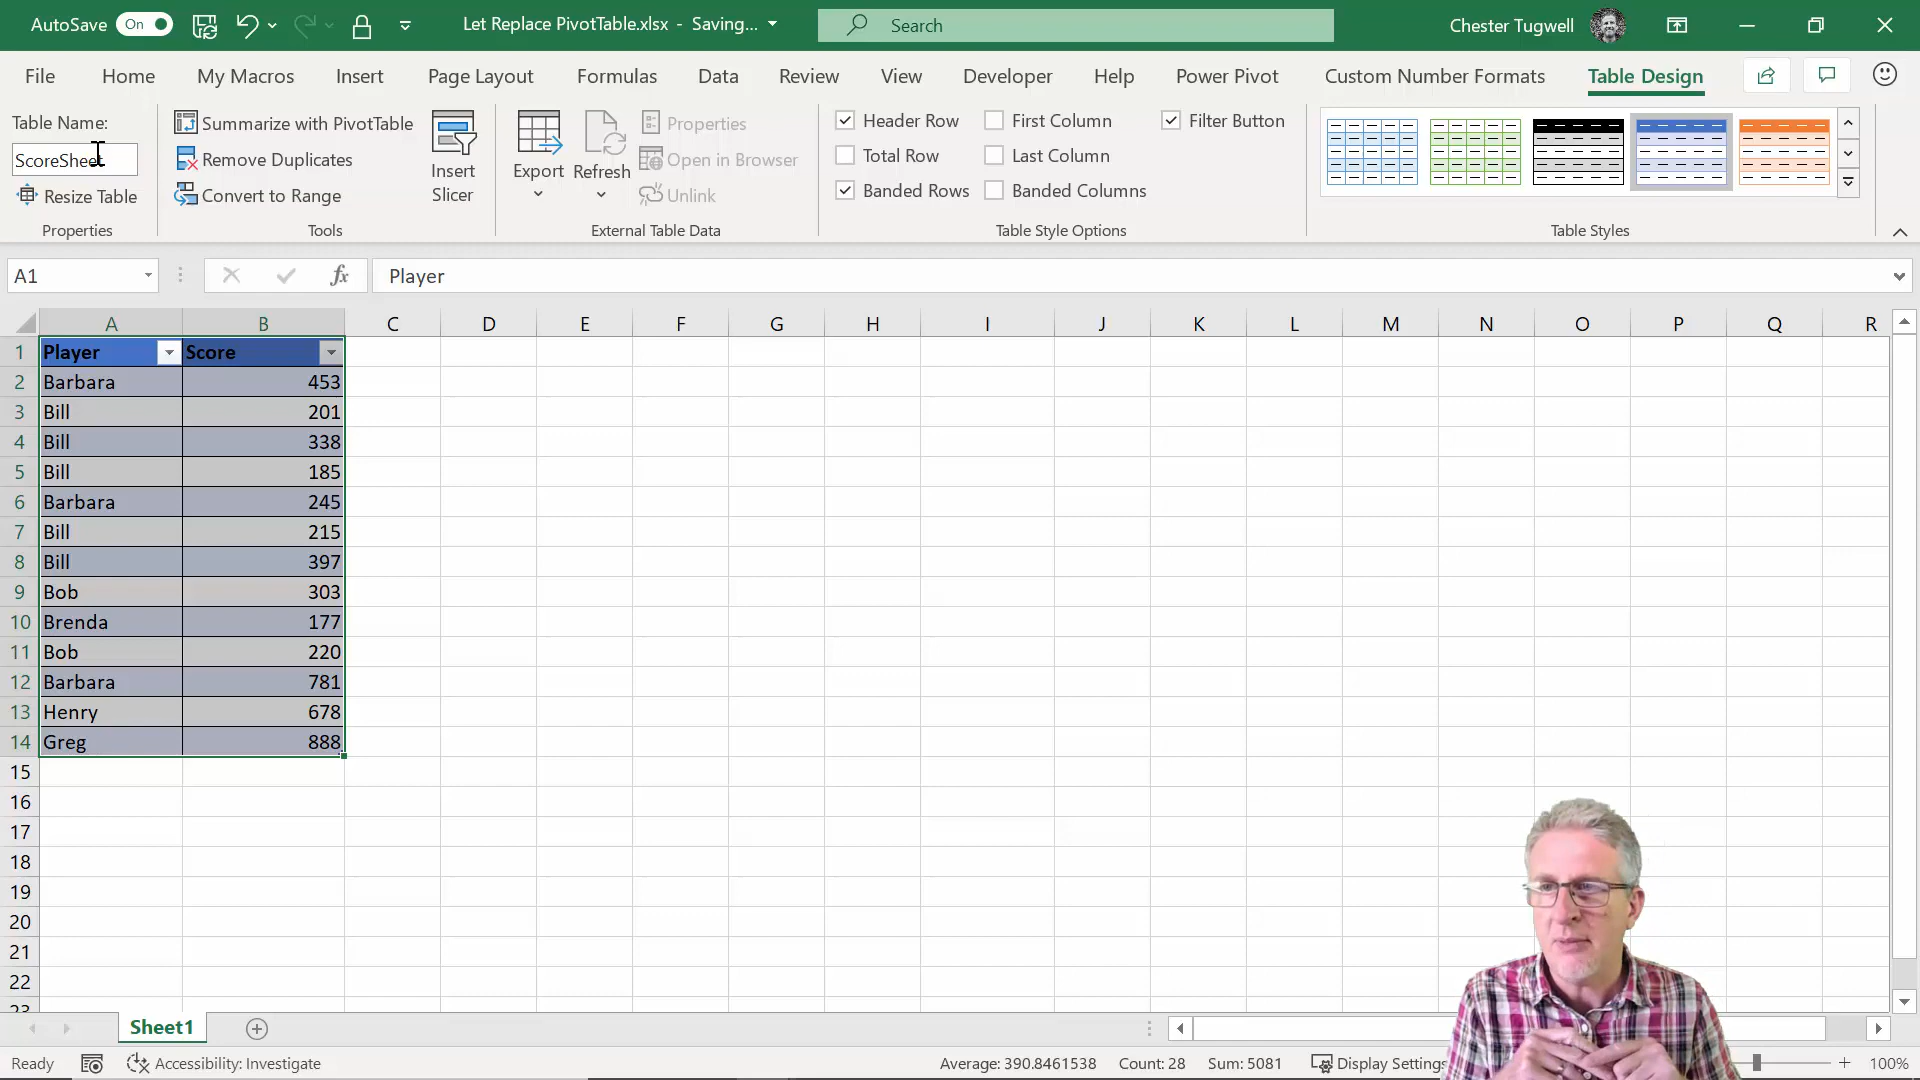 AutoSave On Let Replace PivotTable.xlsx - Saving... Search Chester Tugwell
File Home My Macros Insert Page Layout Formulas Data Review View Developer Help Power Pivot Custom Number Formats Table Design
Table Name:
ScoreSheet
Resize Table
Properties
Summarize with PivotTable
Remove Duplicates
Convert to Range
Tools
Insert
Slicer
Export
Refresh
Properties
Open in Browser
Unlink
External Table Data
Header Row First Column Filter Button
Total Row Last Column
Banded Rows Banded Columns
Table Style Options
Table Styles
A1 fx Player
A B C D E F G H I J K L M N O P Q R
1 Player Score
2 Barbara 453
3 Bill 201
4 Bill 338
5 Bill 185
6 Barbara 245
7 Bill 215
8 Bill 397
9 Bob 303
10 Brenda 177
11 Bob 220
12 Barbara 781
13 Henry 678
14 Greg 888
15
16
17
18
19
20
21
22
23
Sheet1
Ready Accessibility: Investigate Average: 390.8461538 Count: 28 Sum: 5081 Display Settings 100%